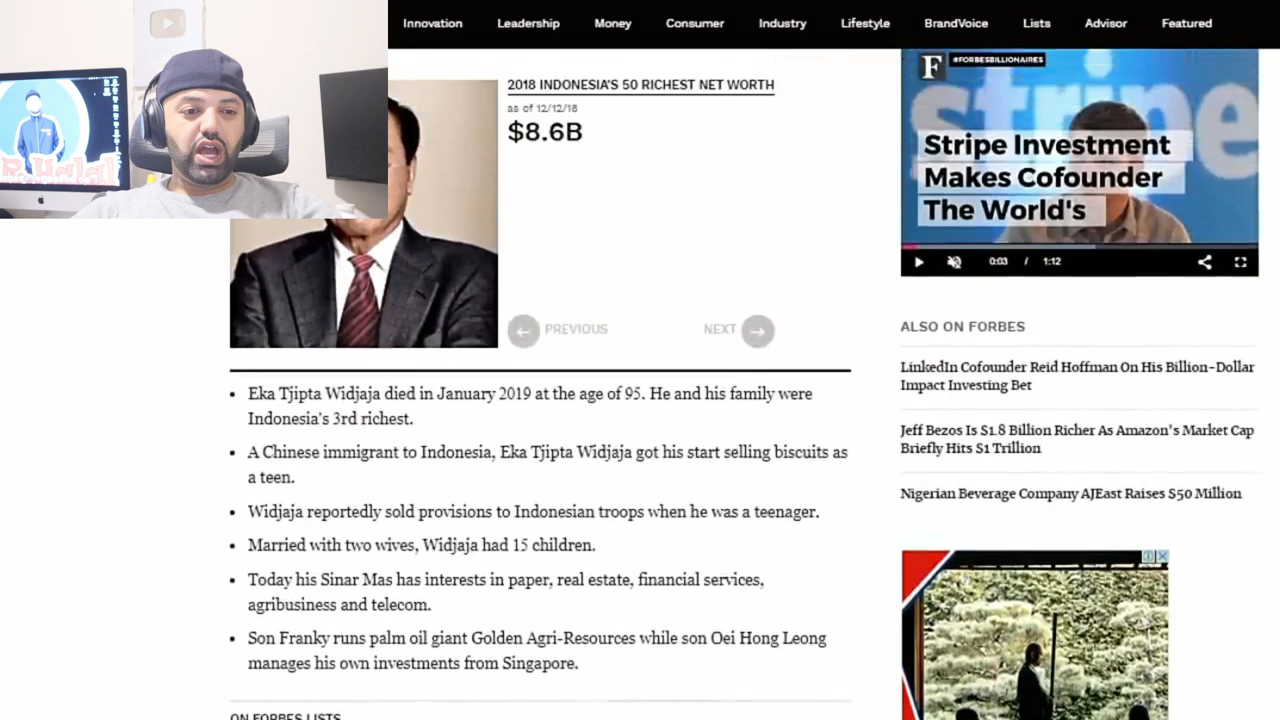 Innovation Leadership Money Consumer Industry Lifestyle BrandVoice Lists Advisor Featured
2018 INDONESIA'S 50 RICHEST NET WORTH
as of 12/12/18
$8.6B
PREVIOUS NEXT
Eka Tjipta Widjaja died in January 2019 at the age of 95. He and his family were
Indonesia's 3rd richest.
A Chinese immigrant to Indonesia, Eka Tjipta Widjaja got his start selling biscuits as
a teen.
Widjaja reportedly sold provisions to Indonesian troops when he was a teenager.
Married with two wives, Widjaja had 15 children.
Today his Sinar Mas has interests in paper, real estate, financial services,
agribusiness and telecom.
Son Franky runs palm oil giant Golden Agri-Resources while son Oei Hong Leong
manages his own investments from Singapore.
ON FORBES LISTS
F
#FORBESBILLIONAIRES
stripe
Stripe Investment
Makes Cofounder
The World's
0:03 / 1:12
ALSO ON FORBES
LinkedIn Cofounder Reid Hoffman On His Billion-Dollar
Impact Investing Bet
Jeff Bezos Is $1.8 Billion Richer As Amazon's Market Cap
Briefly Hits $1 Trillion
Nigerian Beverage Company AJEast Raises $50 Million